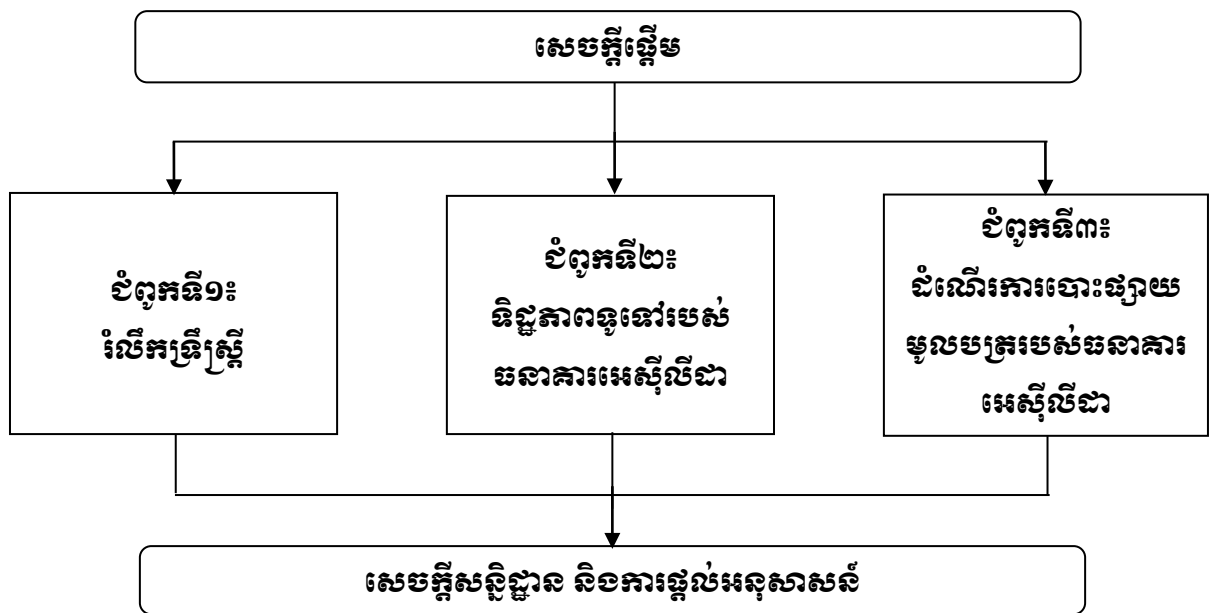 សេចក្តីផ្តើម
ជំពូកទី១៖
រំលឹកទ្រឹស្តី
ជំពូកទី២៖
ទិដ្ឋភាពទូទៅរបស់
ធនាគារអេស៊ីលីដា
ជំពូកទី៣៖
ដំណើរការបោះផ្សាយ
មូលបត្ររបស់ធនាគារ
អេស៊ីលីដា
សេចក្តីសន្និដ្ឋាន និងការផ្តល់អនុសាសន៍